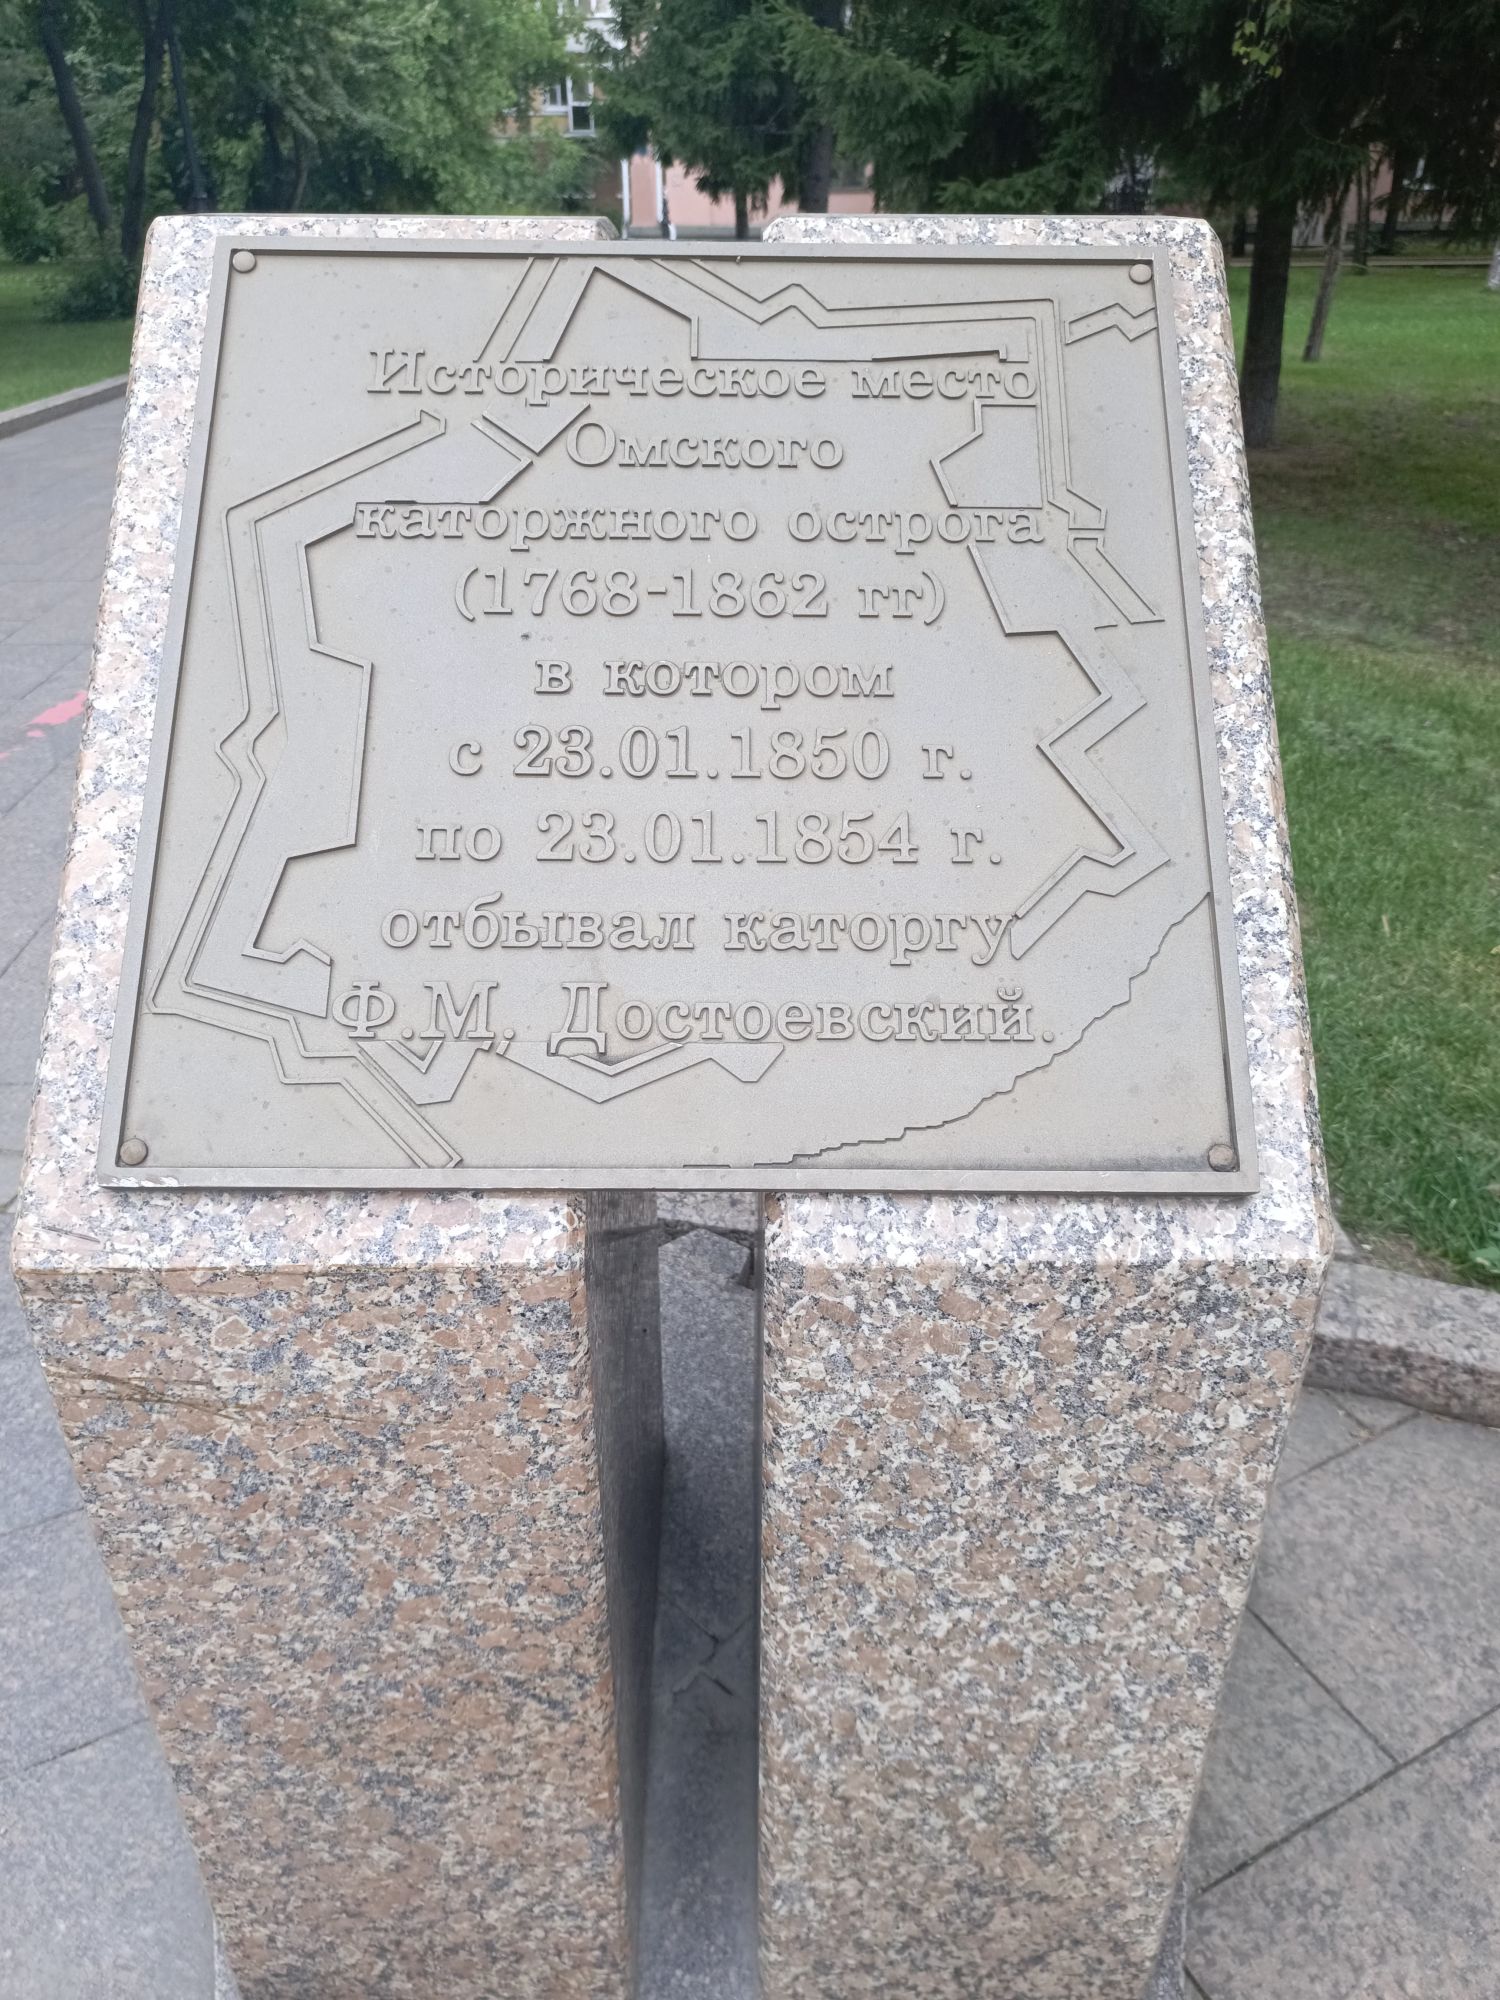 Историческое место
Омского
каторжного острога
(1768-1862 гг)
в котором
с 23.01.1850 г.
по 23.01.1854 г.
отбывал каторгу
Ф.М. Достоевский.